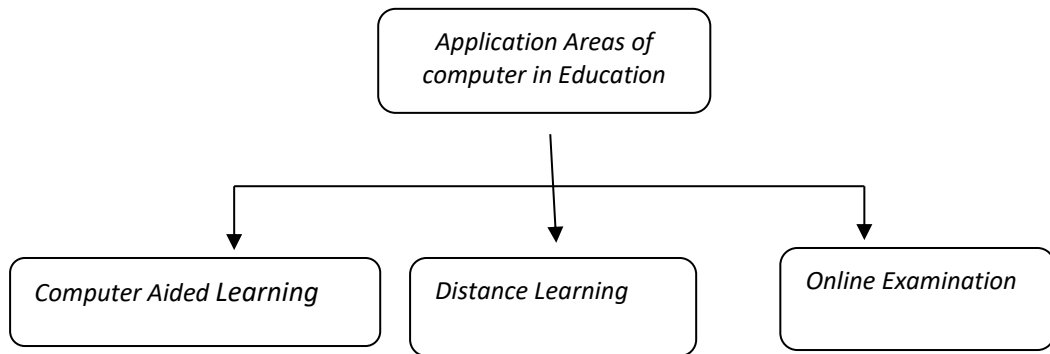 Application Areas of
computer in Education
Computer Aided Learning
Distance Learning
Online Examination